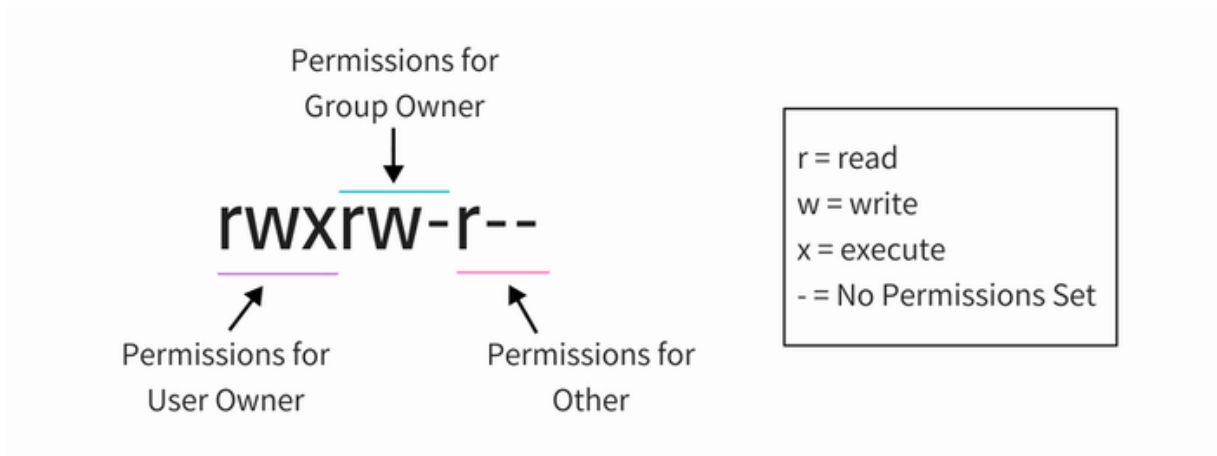 Permissions for
Group Owner
rwxrw-r--
Permissions for
User Owner
Permissions for
Other
r = read
w = write
x = execute
- = No Permissions Set